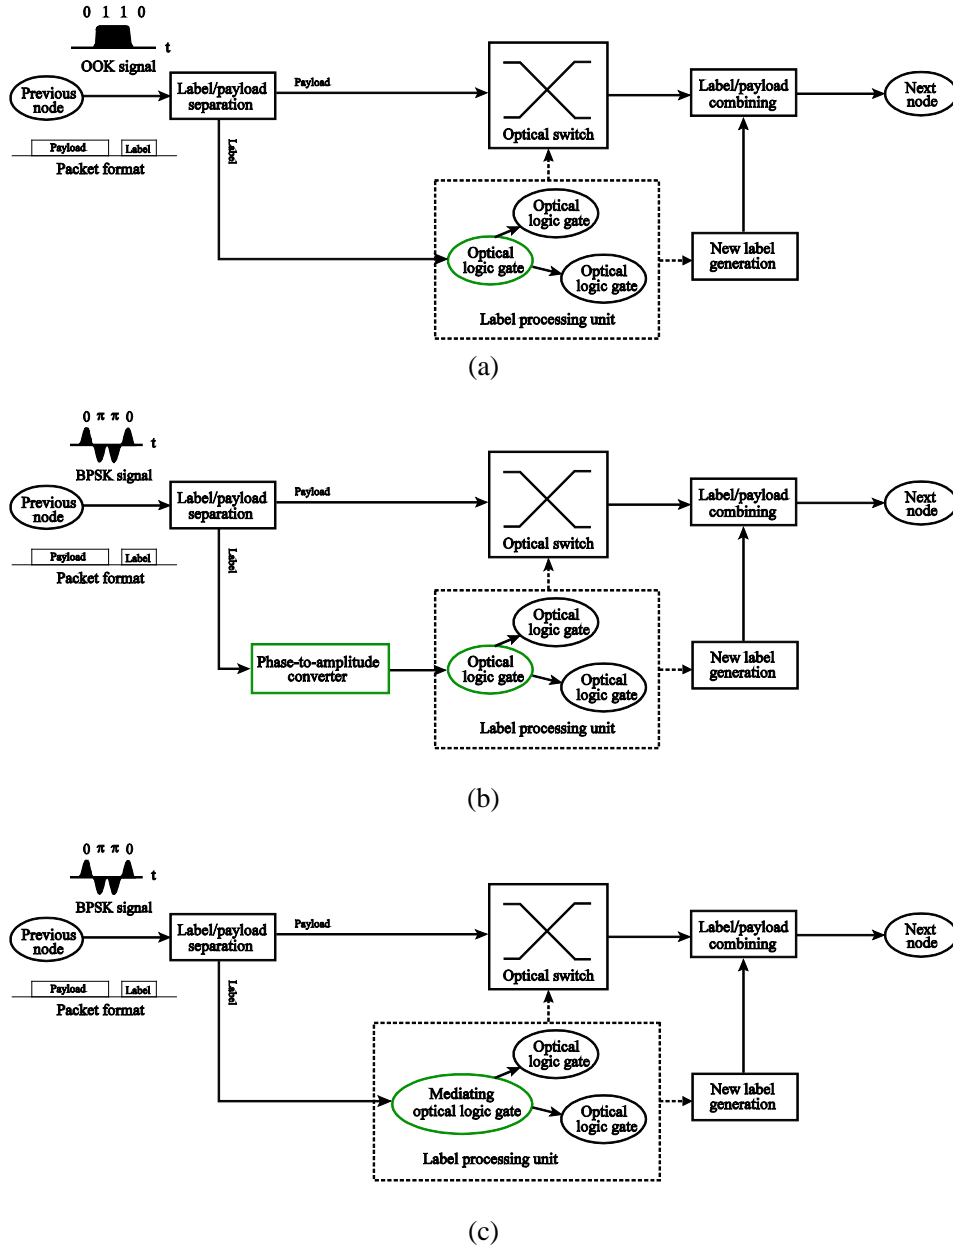 0 1 1 0
t
OOK signal
Previous
node
Label/payload
separation
Payload
Label
Optical switch
Label/payload
combining
Next
node
Payload
Label
Packet format
Optical
logic gate
Optical
logic gate
Optical
logic gate
Label processing unit
New label
generation
(a)
0 π π 0
t
BPSK signal
Previous
node
Label/payload
separation
Payload
Label
Optical switch
Label/payload
combining
Next
node
Payload
Label
Packet format
Phase-to-amplitude
converter
Optical
logic gate
Optical
logic gate
Optical
logic gate
Label processing unit
New label
generation
(b)
0 π π 0
t
BPSK signal
Previous
node
Label/payload
separation
Payload
Label
Optical switch
Label/payload
combining
Next
node
Payload
Label
Packet format
Optical
logic gate
Mediating
optical logic gate
Optical
logic gate
Label processing unit
New label
generation
(c)